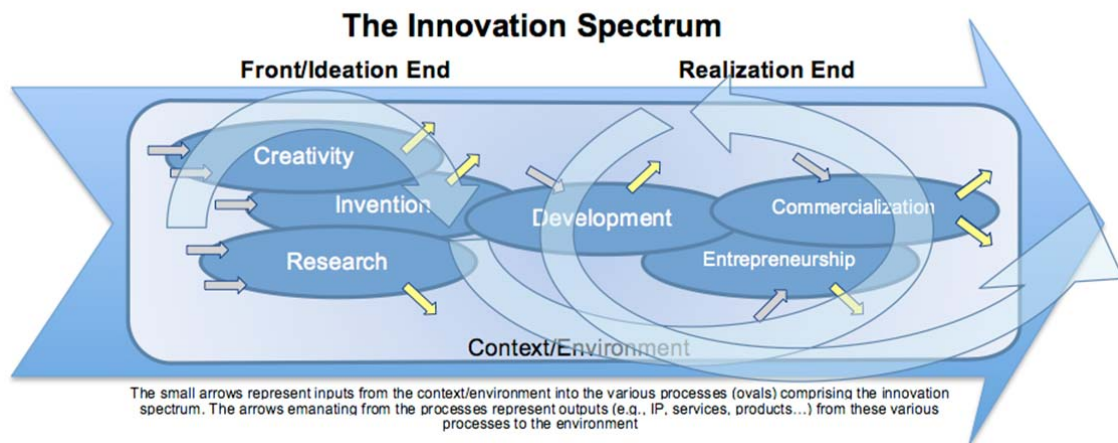 The Innovation Spectrum
Front/Ideation End
Realization End
Creativity
Invention
Research
Development
Commercialization
Entrepreneurship
Context/Environment
The small arrows represent inputs from the context/environment into the various processes (ovals) comprising the innovation
spectrum. The arrows emanating from the processes represent outputs (e.g., IP, services, products…) from these various
processes to the environment